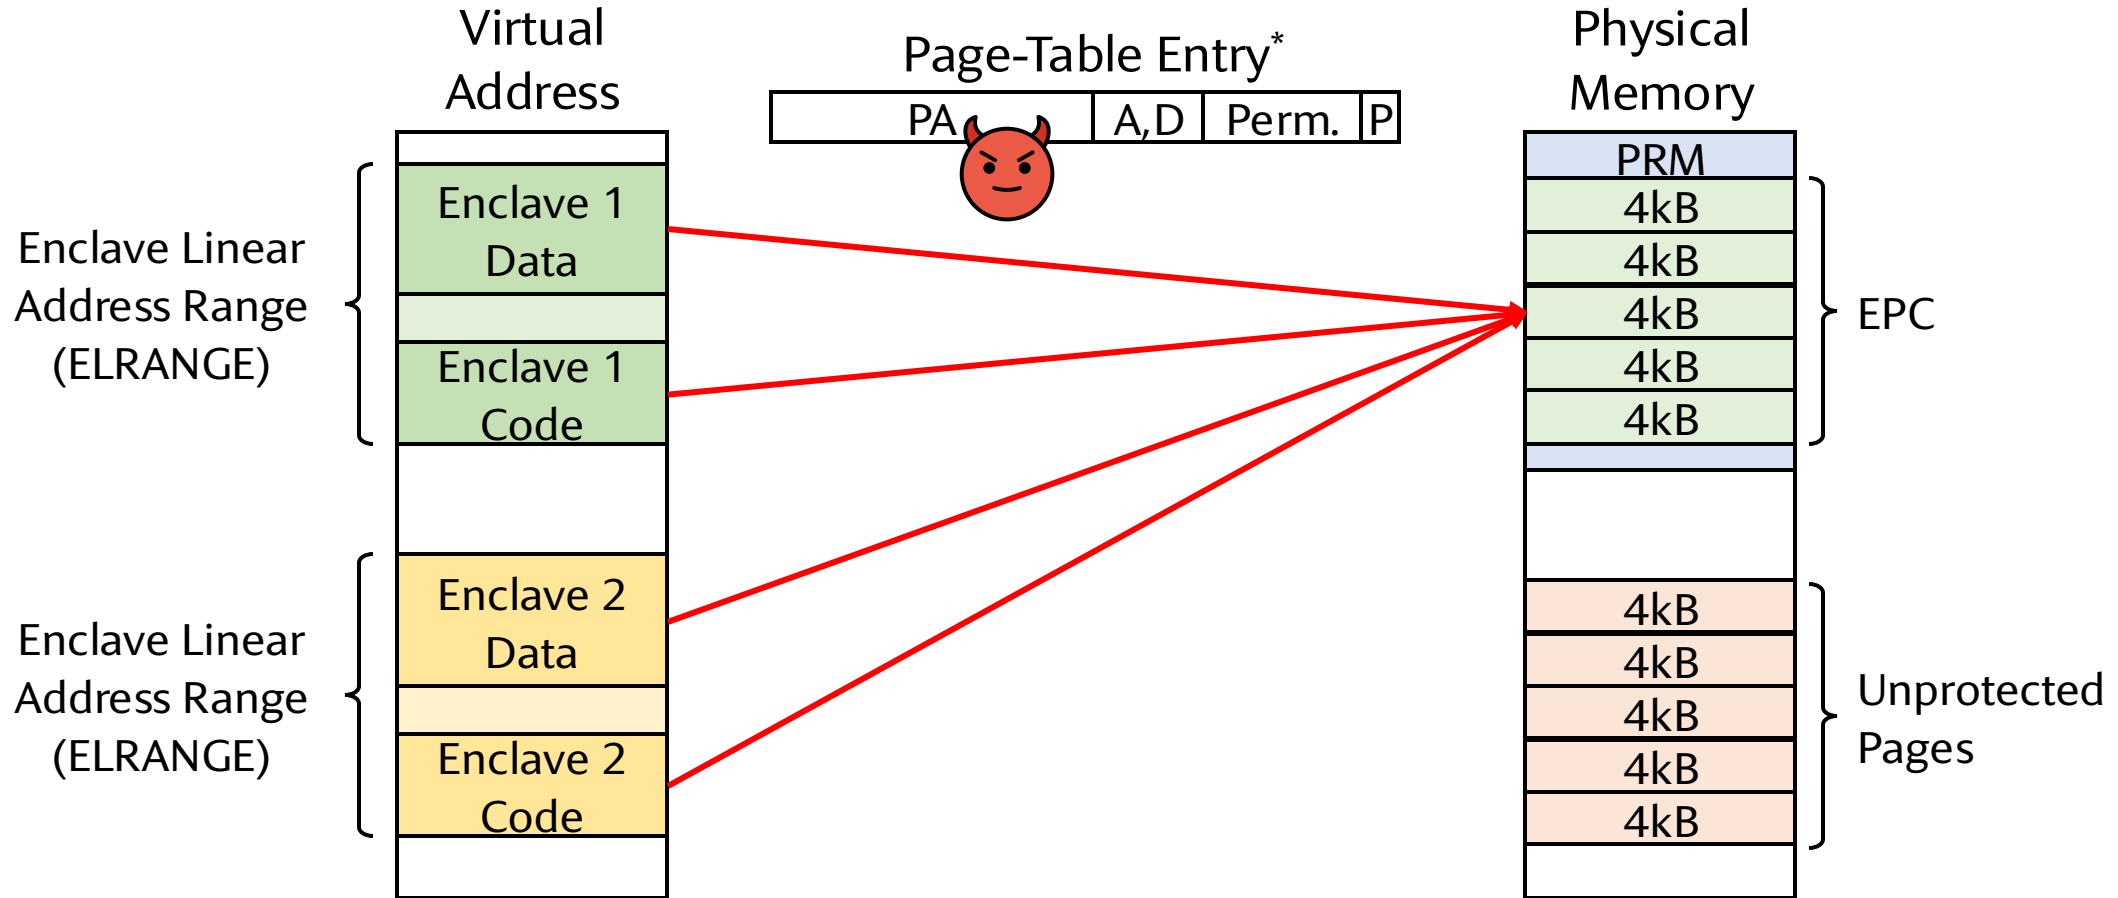 Virtual
Address
Page-Table Entry*
PA
A,D
Perm.
P
Physical
Memory
Enclave Linear
Address Range
(ELRANGE)
Enclave 1
Data
Enclave 1
Code
Enclave Linear
Address Range
(ELRANGE)
Enclave 2
Data
Enclave 2
Code
PRM
4kB
4kB
4kB
4kB
4kB
EPC
4kB
4kB
4kB
4kB
4kB
Unprotected
Pages